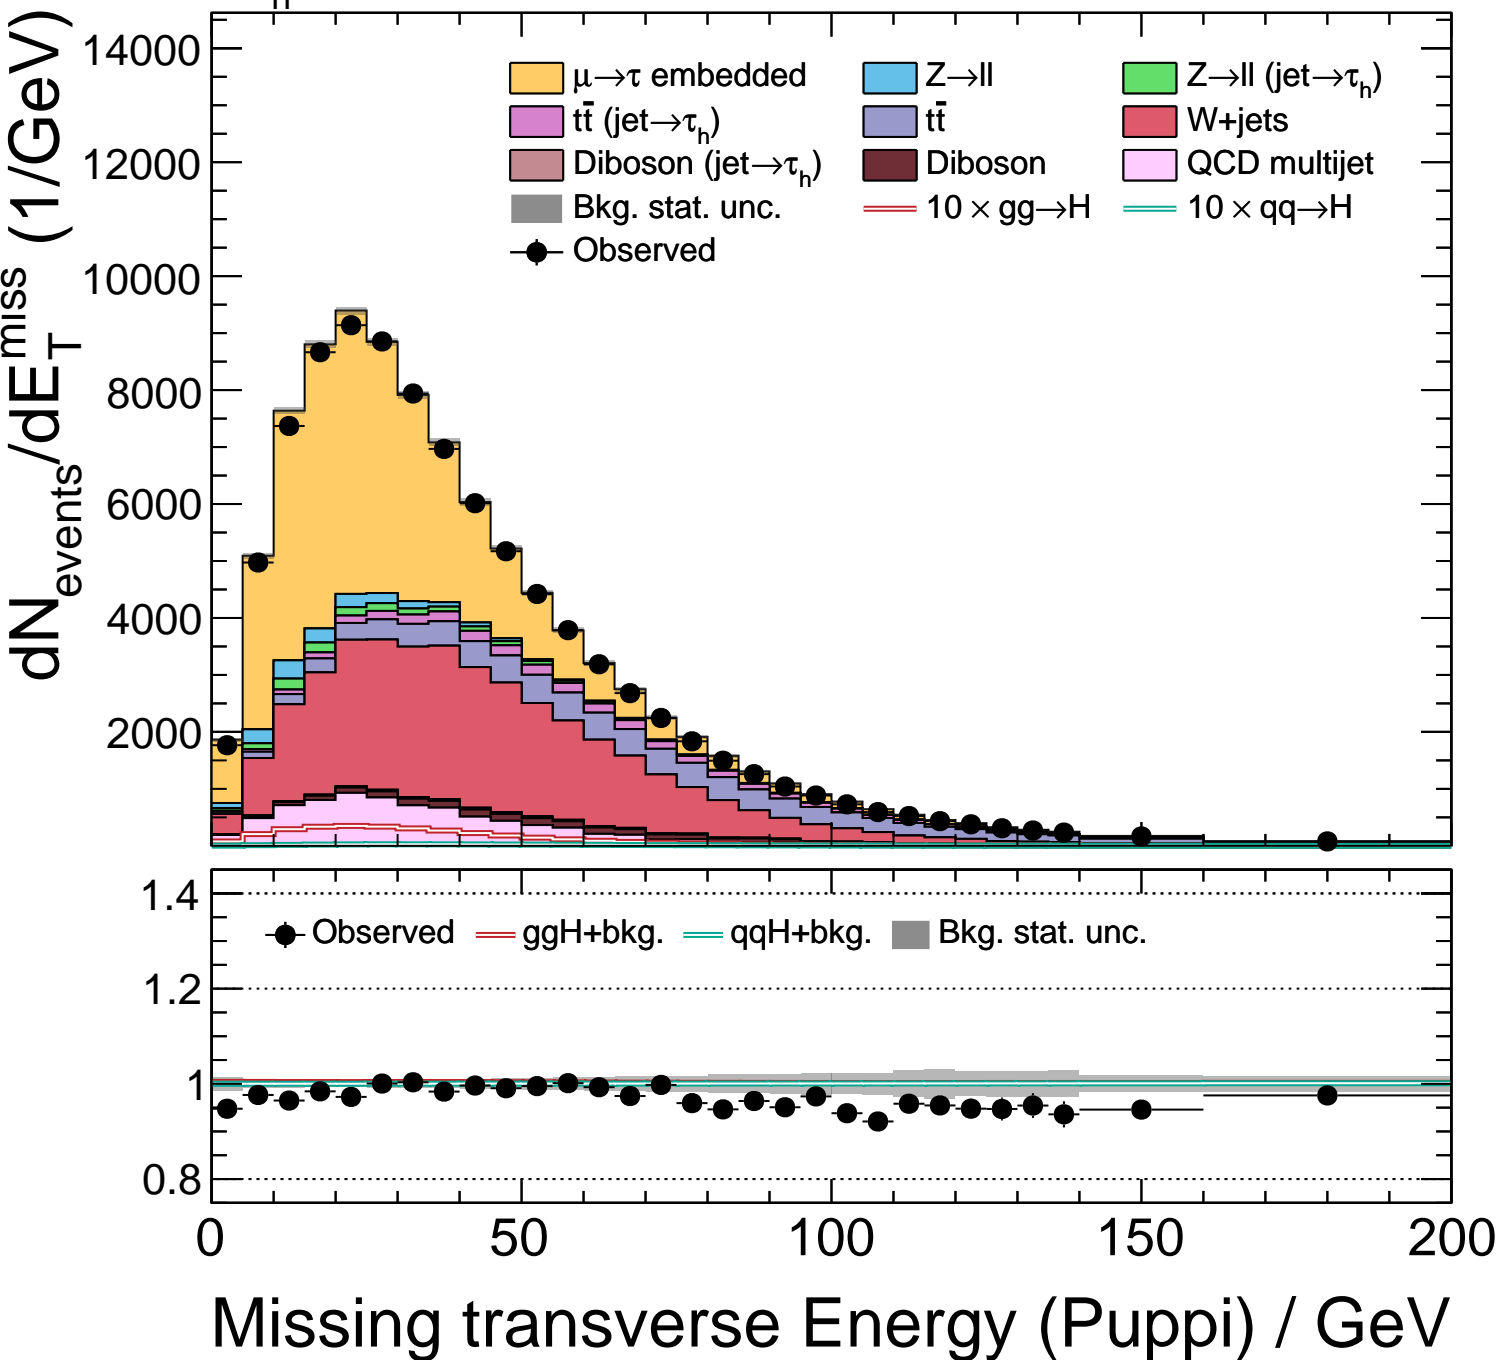 dN_events/dE_T^miss (1/GeV)
14000
12000
10000
8000
6000
4000
2000
μ→τ embedded Z→ll Z→ll (jet→τ_h)
tt̄ (jet→τ_h) tt̄ W+jets
Diboson (jet→τ_h) Diboson QCD multijet
Bkg. stat. unc. 10 × gg→H 10 × qq→H
Observed
1.4
1.2
1
0.8
Observed ggH+bkg. qqH+bkg. Bkg. stat. unc.
0 50 100 150 200
Missing transverse Energy (Puppi) / GeV